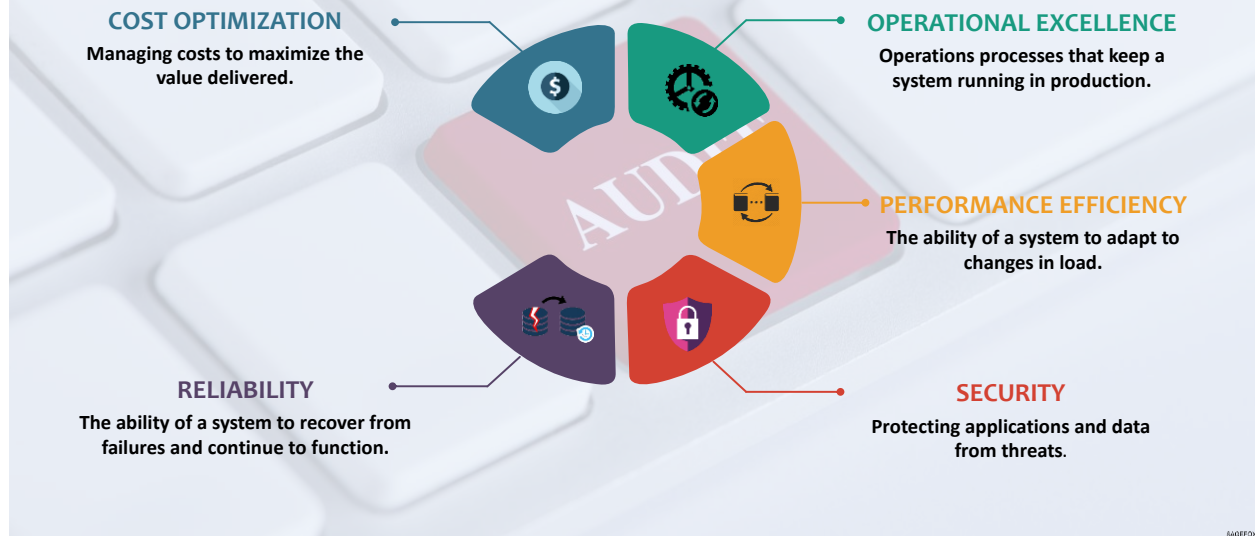 COST OPTIMIZATION
Managing costs to maximize the
value delivered.
OPERATIONAL EXCELLENCE
Operations processes that keep a
system running in production.
AUDIT
$
PERFORMANCE EFFICIENCY
The ability of a system to adapt to
changes in load.
RELIABILITY
The ability of a system to recover from
failures and continue to function.
SECURITY
Protecting applications and data
from threats.